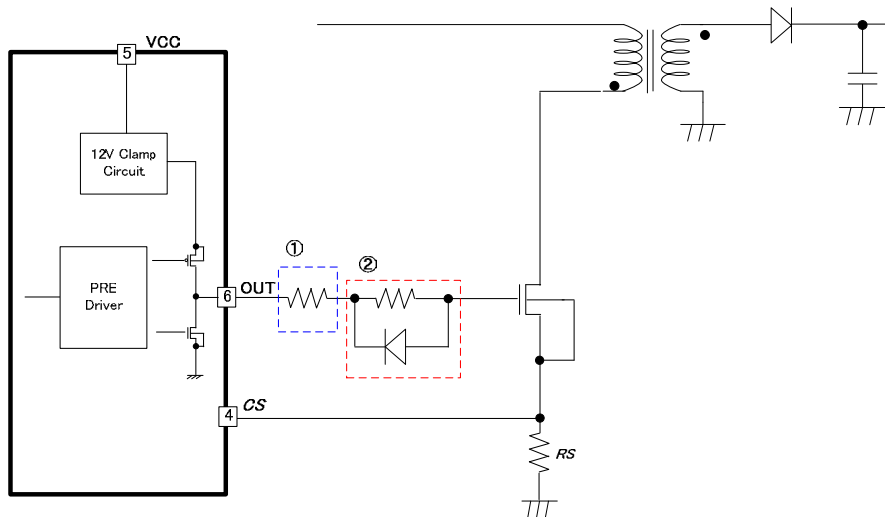 VCC
5
12V Clamp
Circuit
①
②
PRE
Driver
6
OUT
4
CS
RS